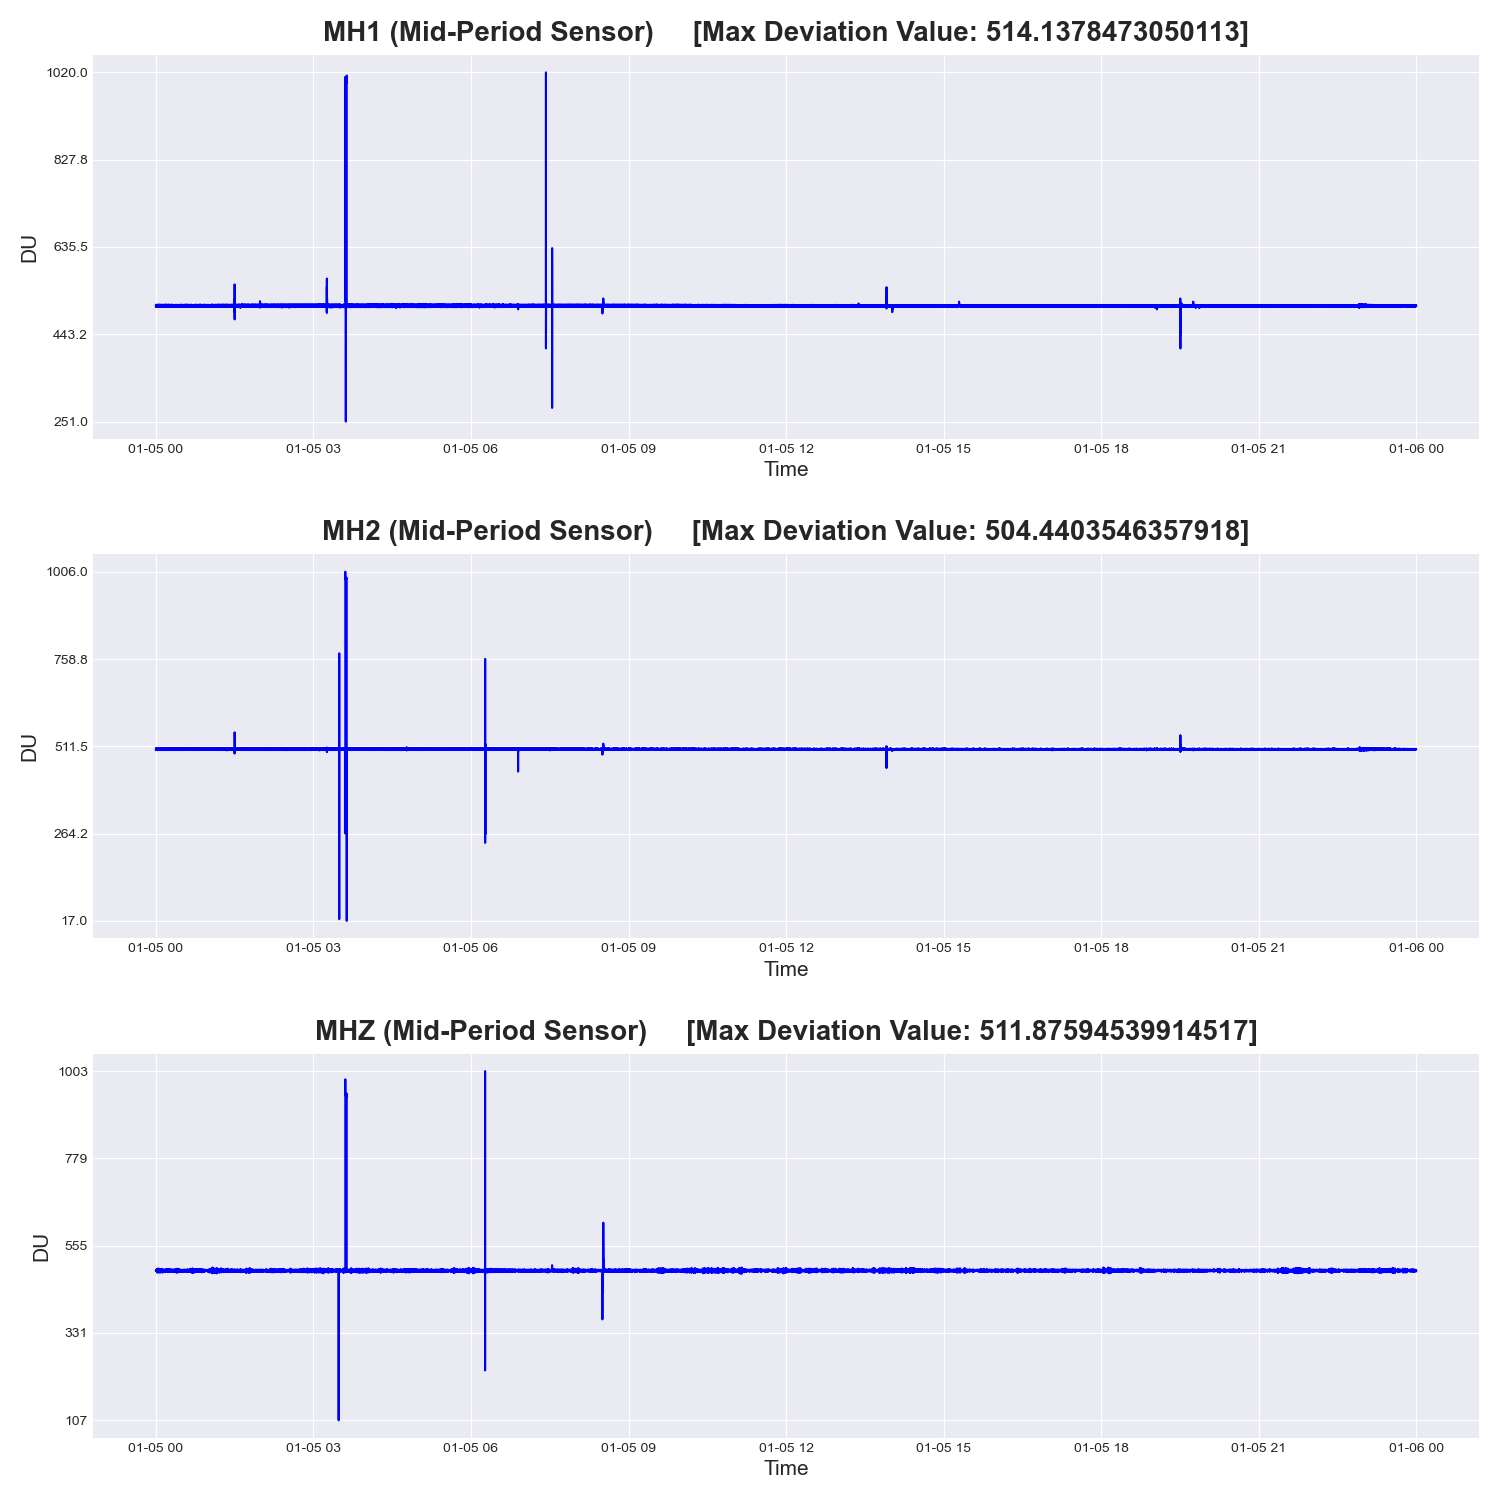 MH1 (Mid-Period Sensor) [Max Deviation Value: 514.1378473050113]
1020.0
827.8
635.5
443.2
251.0
DU
01-05 00 01-05 03 01-05 06 01-05 09 01-05 12 01-05 15 01-05 18 01-05 21 01-06 00
Time
MH2 (Mid-Period Sensor) [Max Deviation Value: 504.4403546357918]
1006.0
758.8
511.5
264.2
17.0
DU
01-05 00 01-05 03 01-05 06 01-05 09 01-05 12 01-05 15 01-05 18 01-05 21 01-06 00
Time
MHZ (Mid-Period Sensor) [Max Deviation Value: 511.87594539914517]
1003
779
555
331
107
DU
01-05 00 01-05 03 01-05 06 01-05 09 01-05 12 01-05 15 01-05 18 01-05 21 01-06 00
Time